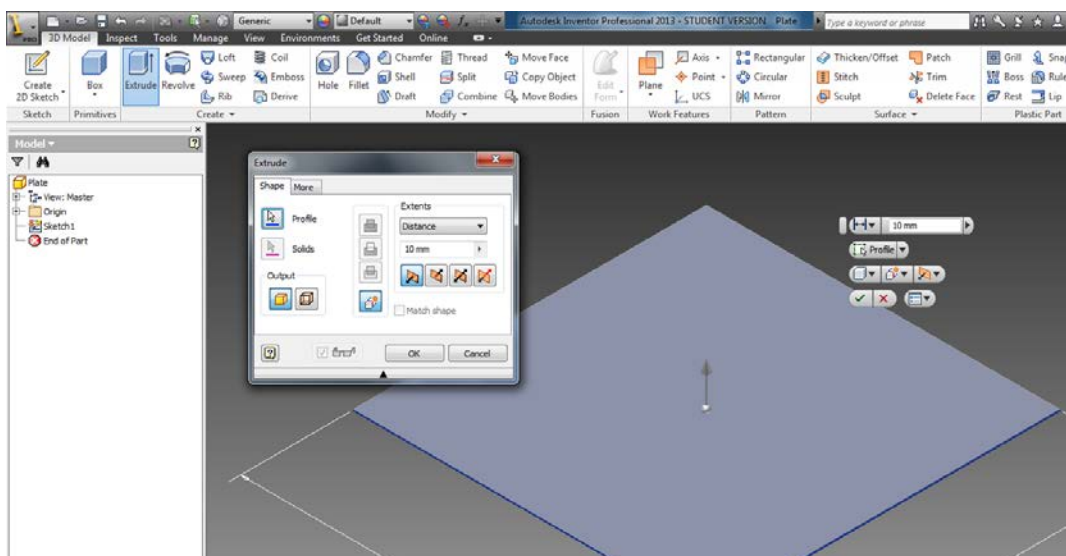 Generic Default Autodesk Inventor Professional 2013 - STUDENT VERSION Plate Type a keyword or phrase
PRO 3D Model Inspect Tools Manage View Environments Get Started Online
Create 2D Sketch
Box
Extrude
Revolve
Loft
Sweep
Rib
Coil
Emboss
Derive
Hole
Fillet
Chamfer
Shell
Draft
Thread
Split
Combine
Move Face
Copy Object
Move Bodies
Edit Form
Plane
Axis
Point
UCS
Rectangular
Circular
Mirror
Thicken/Offset
Stitch
Sculpt
Patch
Trim
Delete Face
Grill
Boss
Rest
Snap
Rule
Lip
Sketch Primitives Create Modify Fusion Work Features Pattern Surface Plastic Part
Model
Plate
View: Master
Origin
Sketch1
End of Part
Extrude
Shape More
Profile
Solids
Output
Extents
Distance
10 mm
Match shape
OK Cancel
10 mm
Profile